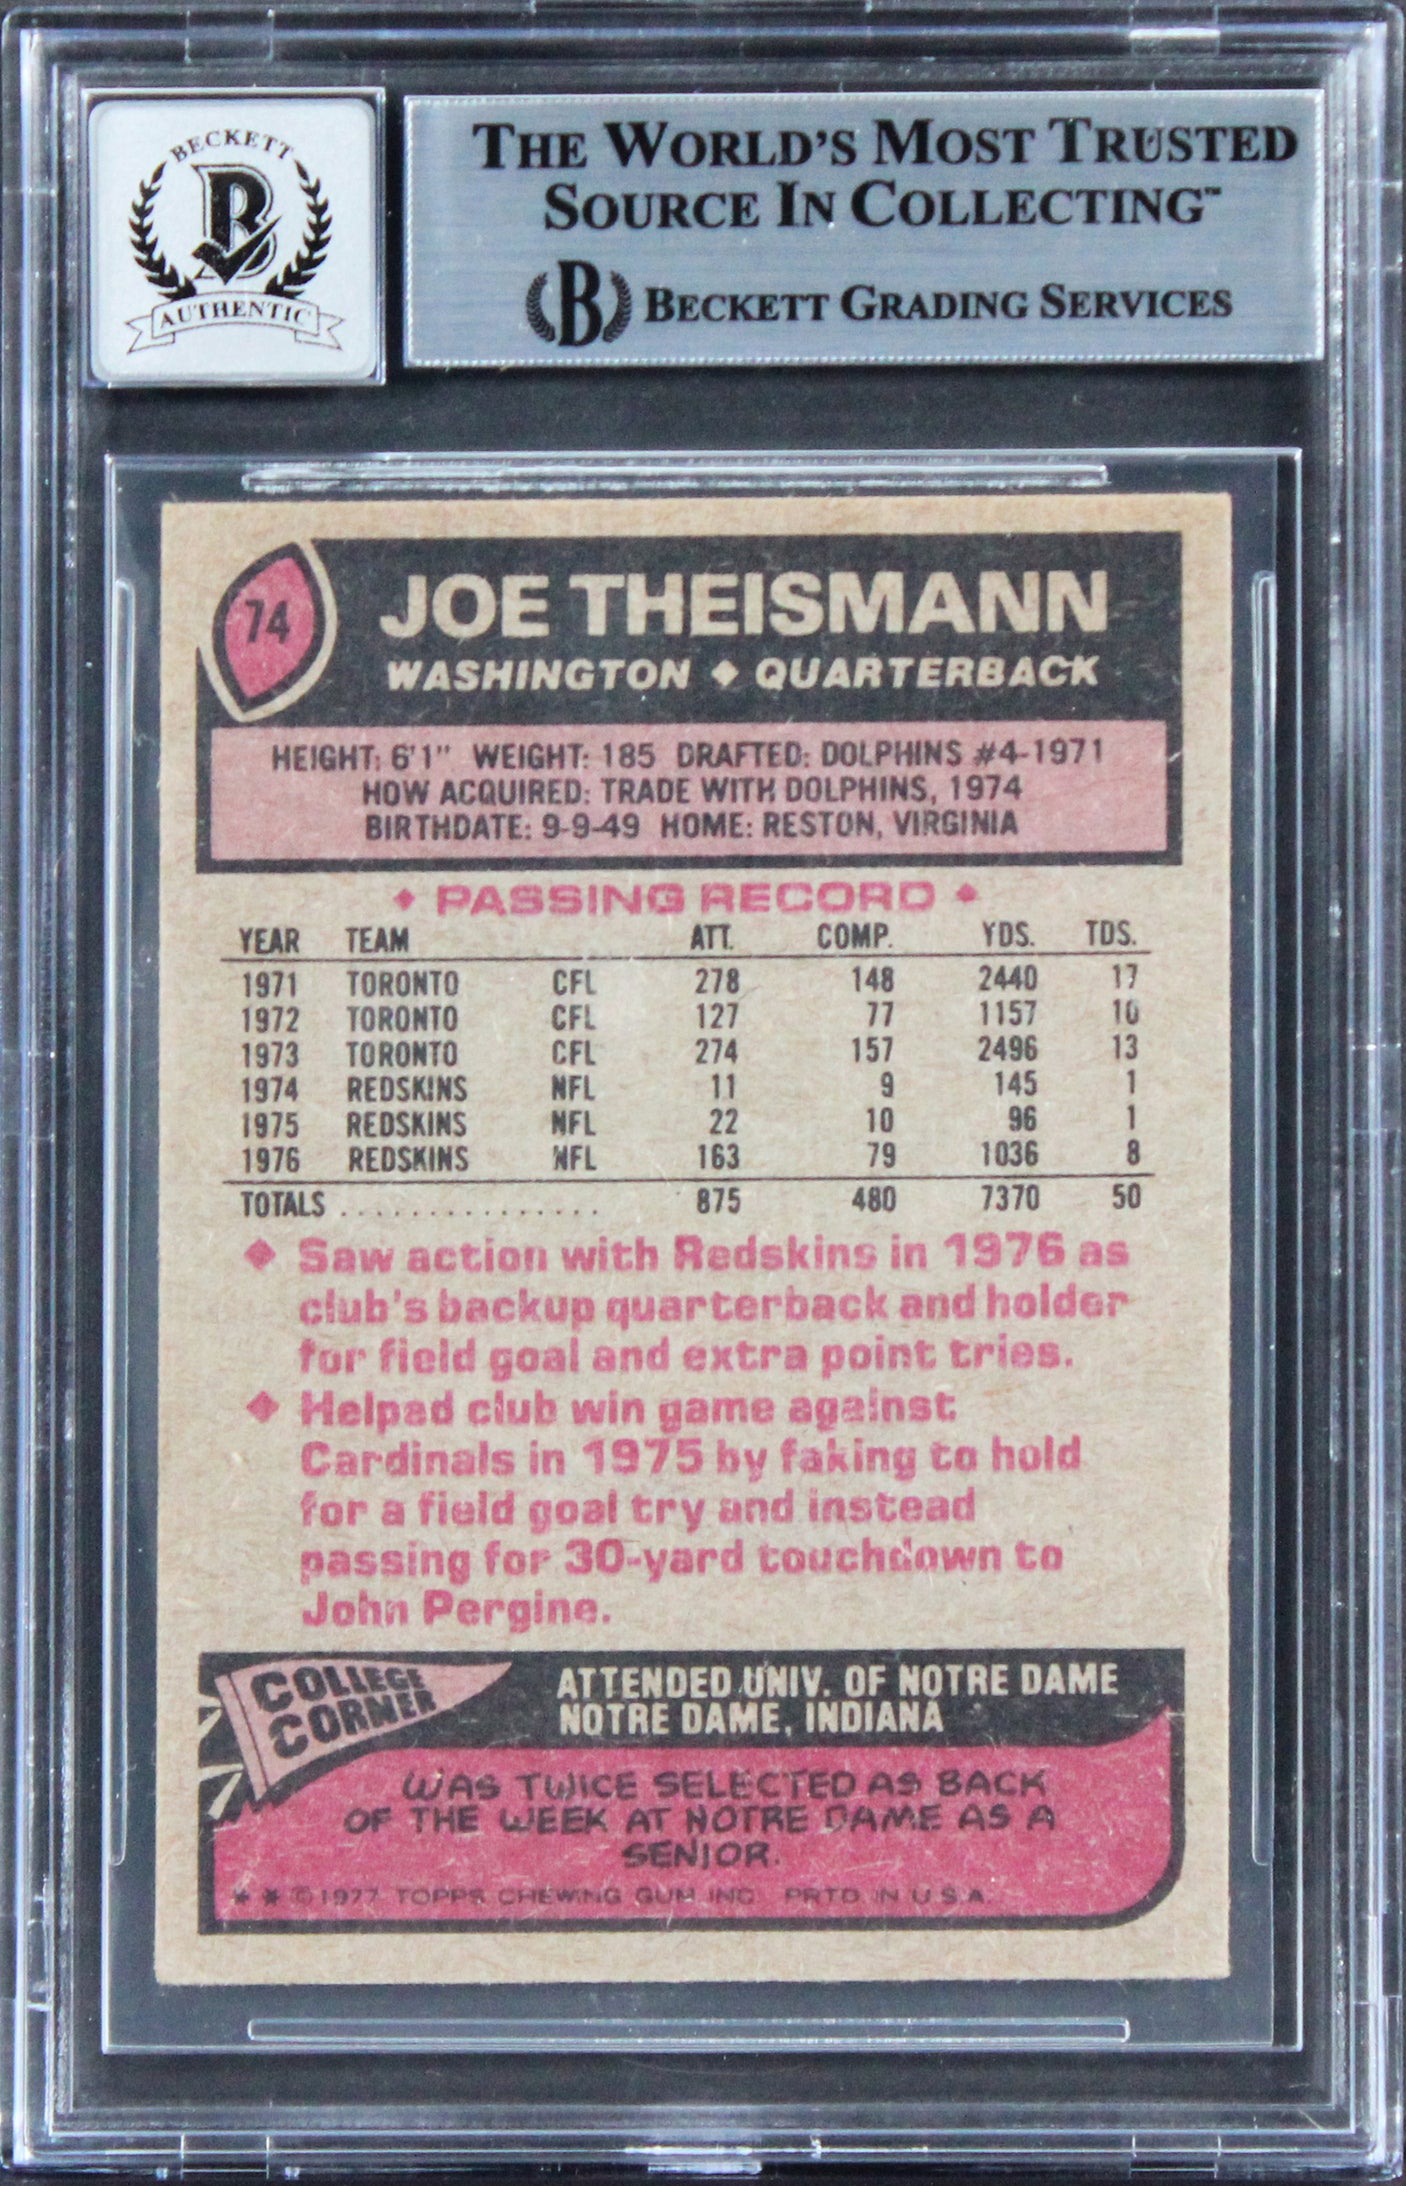 BECKETT
B
AUTHENTIC
THE WORLD'S MOST TRUSTED
SOURCE IN COLLECTING™
B BECKETT GRADING SERVICES
74
JOE THEISMANN
WASHINGTON ◆ QUARTERBACK
HEIGHT: 6'1" WEIGHT: 185 DRAFTED: DOLPHINS #4-1971
HOW ACQUIRED: TRADE WITH DOLPHINS, 1974
BIRTHDATE: 9-9-49 HOME: RESTON, VIRGINIA
◆ PASSING RECORD ◆
YEAR TEAM ATT. COMP. YDS. TDS.
1971 TORONTO CFL 278 148 2440 17
1972 TORONTO CFL 127 77 1157 10
1973 TORONTO CFL 274 157 2496 13
1974 REDSKINS NFL 11 9 145 1
1975 REDSKINS NFL 22 10 96 1
1976 REDSKINS NFL 163 79 1036 8
TOTALS . . . . . . . . . . . . . . . 875 480 7370 50
◆ Saw action with Redskins in 1976 as
club's backup quarterback and holder
for field goal and extra point tries.
◆ Helped club win game against
Cardinals in 1975 by faking to hold
for a field goal try and instead
passing for 30-yard touchdown to
John Pergine.
COLLEGE
CORNER
ATTENDED UNIV. OF NOTRE DAME
NOTRE DAME, INDIANA
WAS TWICE SELECTED AS BACK
OF THE WEEK AT NOTRE DAME AS A
SENIOR.
* * © 1977 TOPPS CHEWING GUM, INC. PRTD. IN U.S.A.